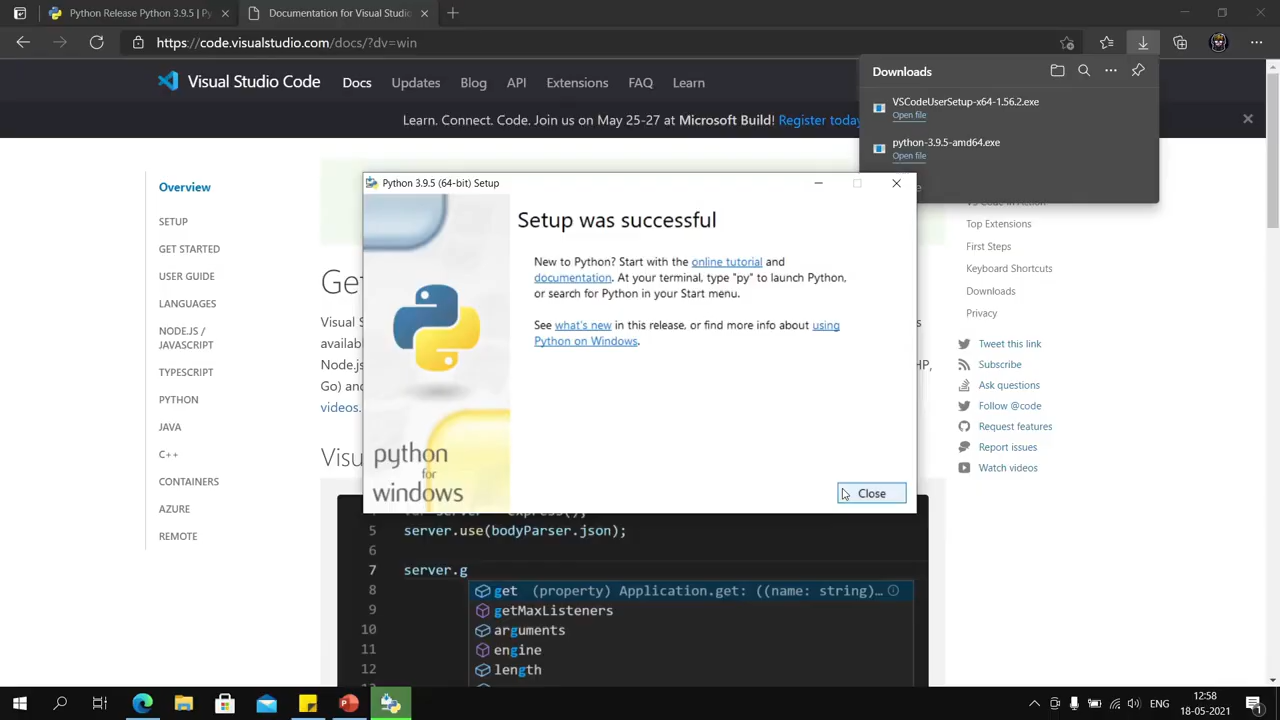 Python Release Python 3.9.5 | Py
Documentation for Visual Studio
https://code.visualstudio.com/docs/?dv=win
Visual Studio Code
Docs
Updates
Blog
API
Extensions
FAQ
Learn
Learn. Connect. Code. Join us on May 25-27 at Microsoft Build! Register today
Downloads
VSCodeUserSetup-x64-1.56.2.exe
Open file
python-3.9.5-amd64.exe
Open file
Overview
SETUP
GET STARTED
USER GUIDE
LANGUAGES
NODE.JS /
JAVASCRIPT
TYPESCRIPT
PYTHON
JAVA
C++
CONTAINERS
AZURE
REMOTE
Python 3.9.5 (64-bit) Setup
Setup was successful
New to Python? Start with the online tutorial and
documentation. At your terminal, type "py" to launch Python,
or search for Python in your Start menu.
See what's new in this release, or find more info about using
Python on Windows.
python
for
windows
Close
Visual S
availab
Node.js
Go) and
videos.
HP,
5 server.use(bodyParser.json);
6
7 server.g
8 get (property) Application.get: ((name: string)…
9 getMaxListeners
10 arguments
11 engine
12 length
Top Extensions
First Steps
Keyboard Shortcuts
Downloads
Privacy
Tweet this link
Subscribe
Ask questions
Follow @code
Request features
Report issues
Watch videos
ENG
12:58
18-05-2021